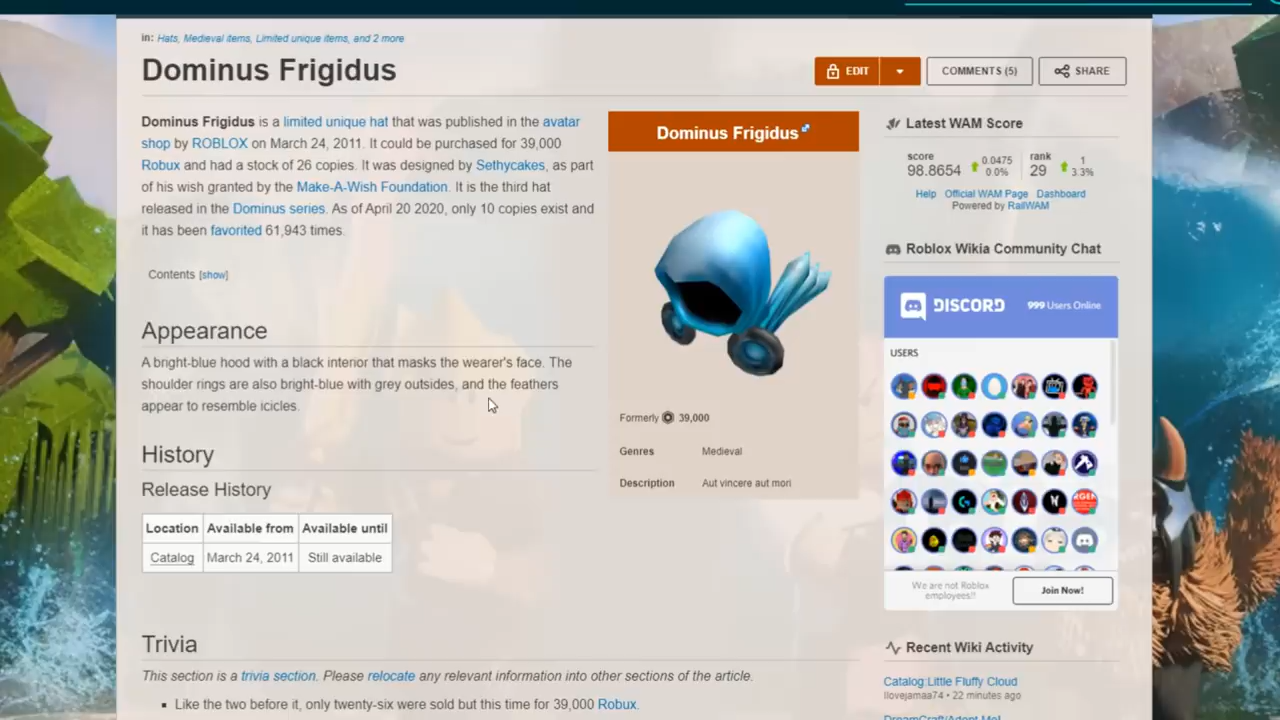 in: Hats, Medieval items, Limited unique items, and 2 more
Dominus Frigidus
EDIT
COMMENTS (5)
SHARE
Dominus Frigidus is a limited unique hat that was published in the avatar
shop by ROBLOX on March 24, 2011. It could be purchased for 39,000
Robux and had a stock of 26 copies. It was designed by Sethycakes, as part
of his wish granted by the Make-A-Wish Foundation. It is the third hat
released in the Dominus series. As of April 20 2020, only 10 copies exist and
it has been favorited 61,943 times.
Contents [show]
Appearance
A bright-blue hood with a black interior that masks the wearer's face. The
shoulder rings are also bright-blue with grey outsides, and the feathers
appear to resemble icicles.
History
Release History
Location Available from Available until
Catalog March 24, 2011 Still available
Trivia
This section is a trivia section. Please relocate any relevant information into other sections of the article.
Like the two before it, only twenty-six were sold but this time for 39,000 Robux.
Dominus Frigidus
Formerly 39,000
Genres Medieval
Description Aut vincere aut mori
Latest WAM Score
score
98.8654
0.0475
0.0%
rank
29
1
3.3%
Help Official WAM Page Dashboard
Powered by RailWAM
Roblox Wikia Community Chat
DISCORD 999 Users Online
USERS
We are not Roblox
employees!!
Join Now!
Recent Wiki Activity
Catalog:Little Fluffy Cloud
Ilovejamaa74 • 22 minutes ago